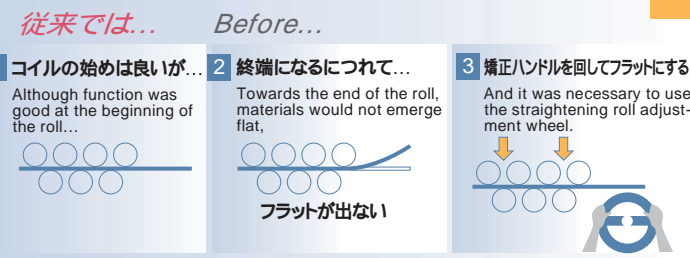 従来では... Before...
コイルの始めは良いが...
Although function was
good at the beginning of
the roll...
2 終端になるにつれて...
Towards the end of the roll,
materials would not emerge
flat,
フラットが出ない
3 矯正ハンドルを回してフラットにする
And it was necessary to use
the straightening roll adjust-
ment wheel.